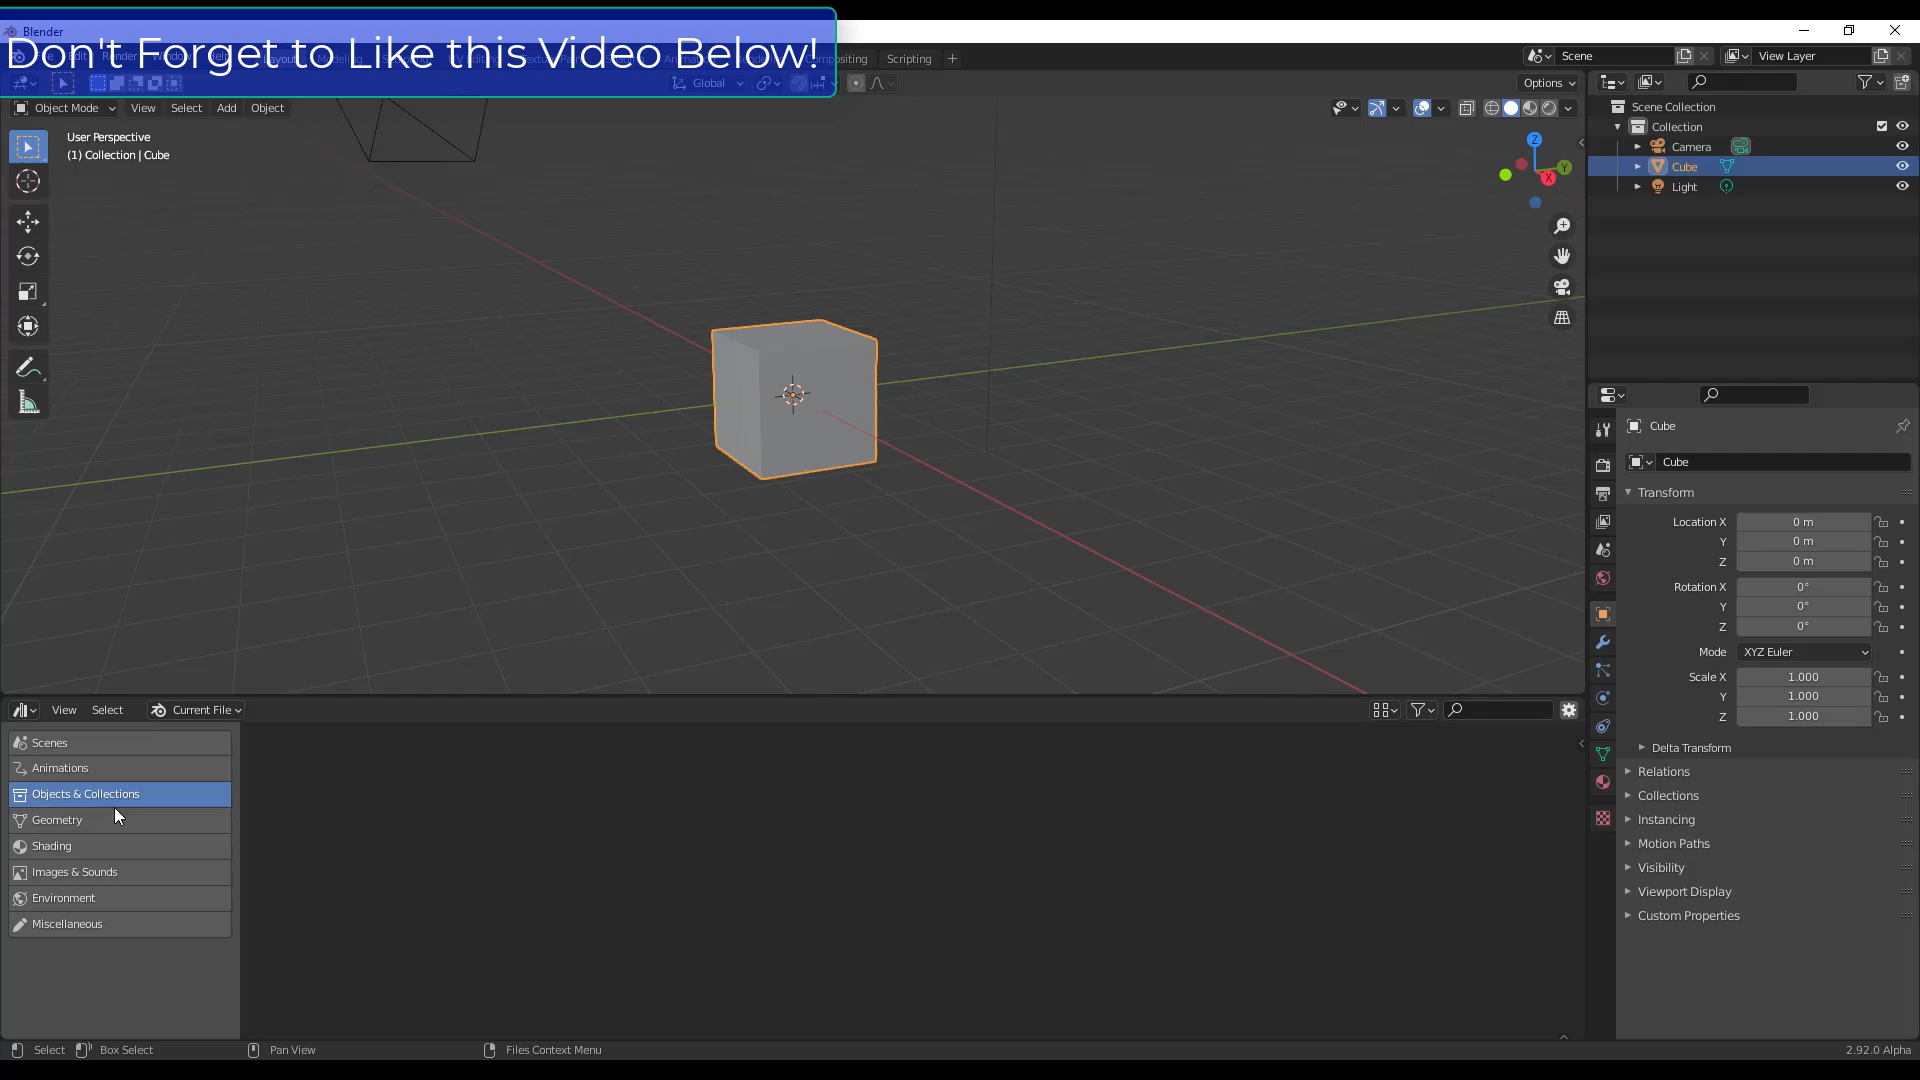 Blender
Don't Forget to Like this Video Below!
Scripting
Scene
View Layer
Global
Options
Object Mode
View
Select
Add
Object
User Perspective
(1) Collection | Cube
Z
Y
X
Scene Collection
Collection
Camera
Cube
Light
Cube
Cube
Transform
Location X
0 m
Y
0 m
Z
0 m
Rotation X
0°
Y
0°
Z
0°
Mode
XYZ Euler
Scale X
1.000
Y
1.000
Z
1.000
Delta Transform
Relations
Collections
Instancing
Motion Paths
Visibility
Viewport Display
Custom Properties
View
Select
Current File
Scenes
Animations
Objects & Collections
Geometry
Shading
Images & Sounds
Environment
Miscellaneous
Select
Box Select
Pan View
Files Context Menu
2.92.0 Alpha